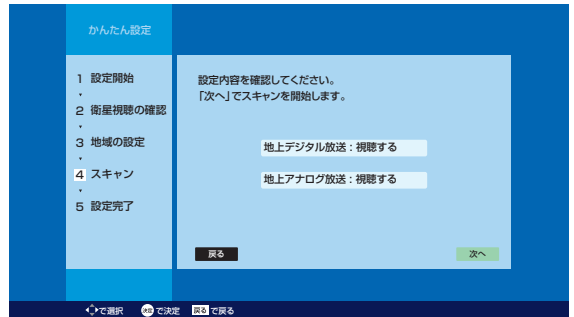 かんたん設定
1 設定開始
2 衛星視聴の確認
3 地域の設定
4 スキャン
5 設定完了
設定内容を確認してください。
「次へ」でスキャンを開始します。
地上デジタル放送：視聴する
地上アナログ放送：視聴する
戻る
次へ
で選択 決定 で決定 戻る で戻る